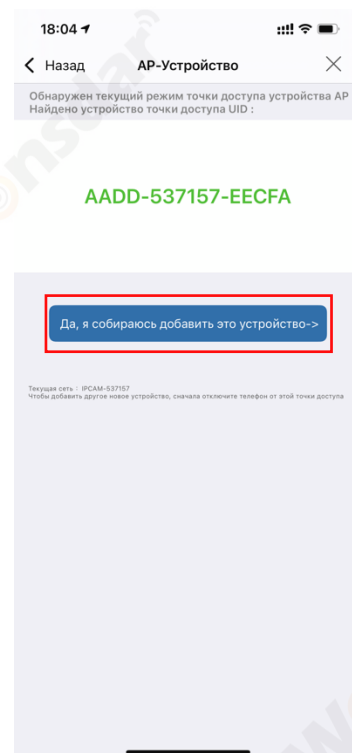 18:04
Назад
АР-Устройство
Обнаружен текущий режим точки доступа устройства AP
Найдено устройство точки доступа UID :
AADD-537157-EECFA
Да, я собираюсь добавить это устройство->
Текущая сеть : IPCAM-537157
Чтобы добавить другое новое устройство, сначала отключите телефон от этой точки доступа